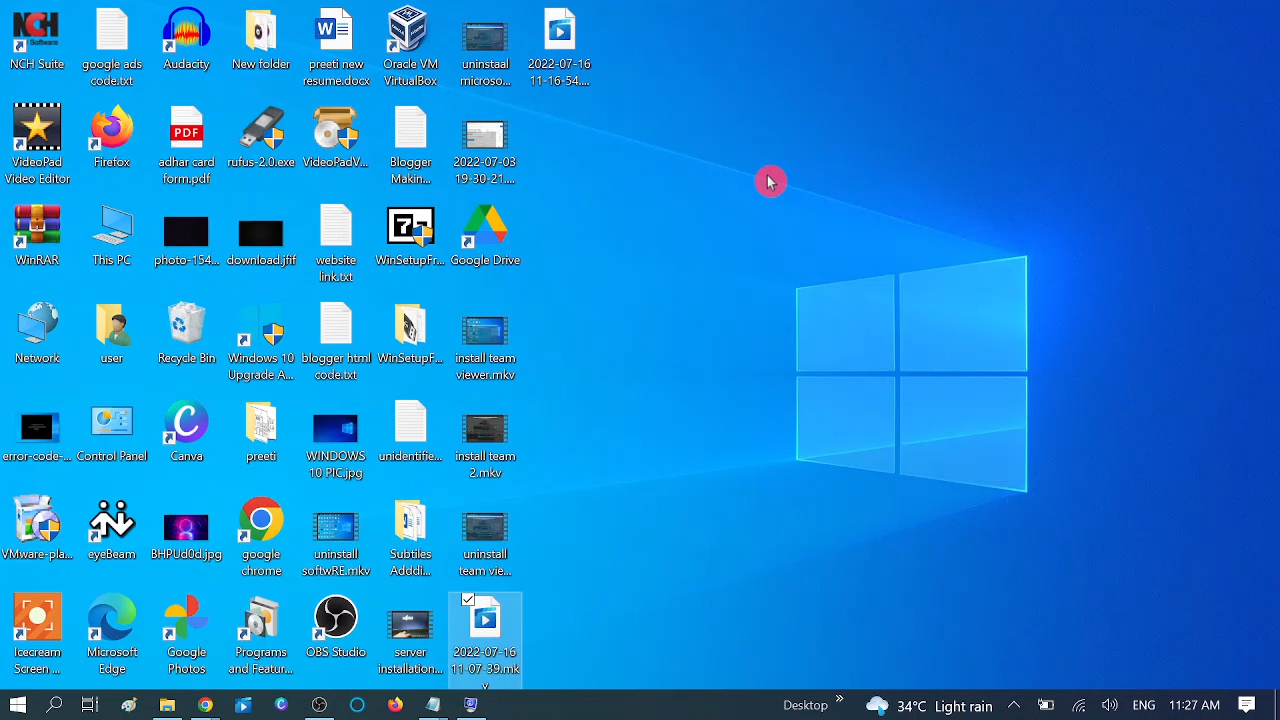 NCH Suite
google ads
code.txt
Audacity
New folder
preeti new
resume.docx
Oracle VM
VirtualBox
uninstaal
microso...
2022-07-16
11-16-54....
VideoPad
Video Editor
Firefox
PDF
adhar card
form.pdf
rufus-2.0.exe
VideoPadV...
Blogger
Makin...
2022-07-03
19-30-21....
WinRAR
This PC
photo-154...
download.jfif
website
link.txt
WinSetupFr...
Google Drive
Network
user
Recycle Bin
Windows 10
Upgrade A...
blogger html
code.txt
WinSetupF...
install team
viewer.mkv
error-code-...
Control Panel
Canva
preeti
WINDOWS
10 PIC.jpg
unidentifie...
install team
2.mkv
VMware-pla...
eyeBeam
BHPUd0d.jpg
google
chrome
uninstall
softwRE.mkv
Subtiles
Adddi...
uninstall
team vie...
Icecream
Screen ...
Microsoft
Edge
Google
Photos
Programs
and Featur...
OBS Studio
server
installation...
2022-07-16
11-07-39.mk
v
Desktop
34°C Light rain
ENG
11:27 AM